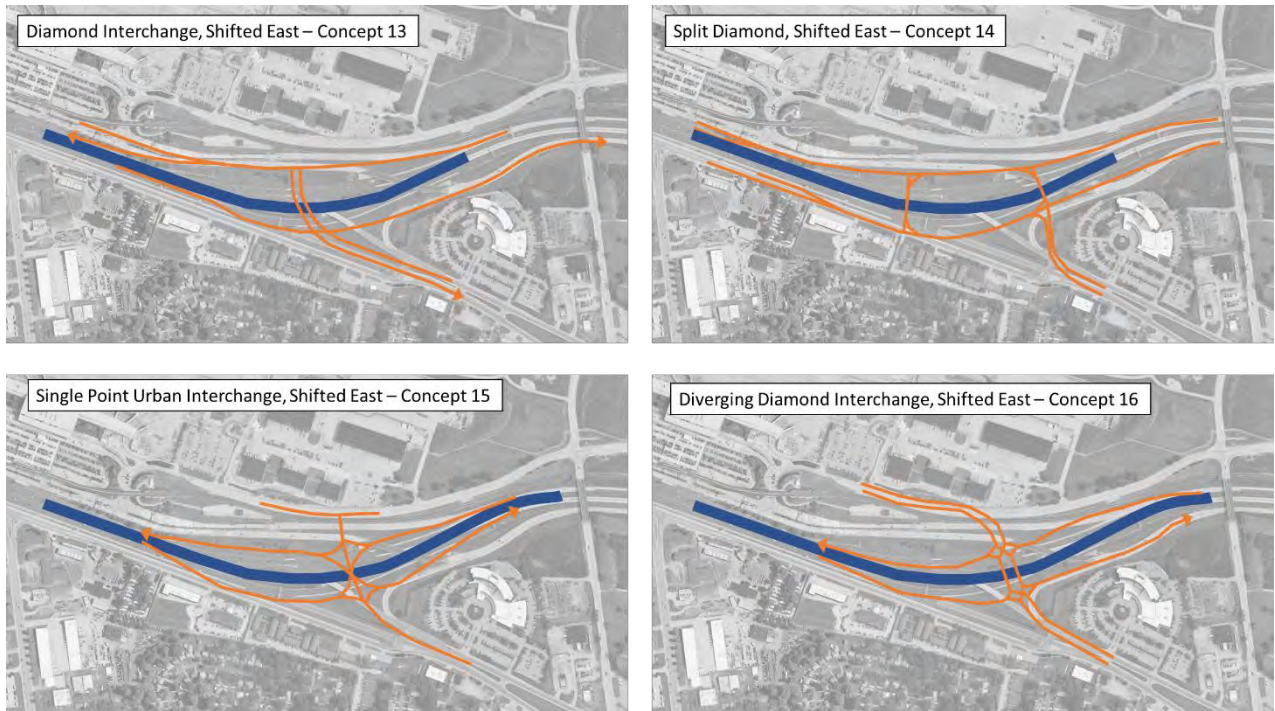 Diamond Interchange, Shifted East – Concept 13
Split Diamond, Shifted East – Concept 14
Single Point Urban Interchange, Shifted East – Concept 15
Diverging Diamond Interchange, Shifted East – Concept 16